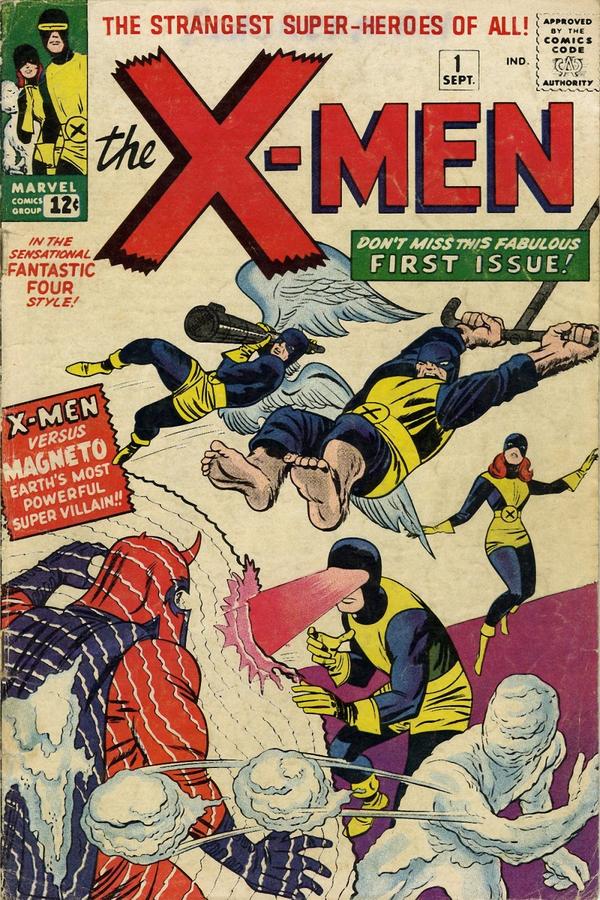 THE STRANGEST SUPER-HEROES OF ALL!
APPROVED
BY THE
COMICS
CODE
CA
AUTHORITY
IND.
1
SEPT.
the X-MEN
MARVEL
COMICS
GROUP
12¢
DON'T MISS THIS FABULOUS
FIRST ISSUE!
IN THE
SENSATIONAL
FANTASTIC
FOUR
STYLE!
X-MEN
VERSUS
MAGNETO
EARTH'S MOST
POWERFUL
SUPER VILLAIN!!